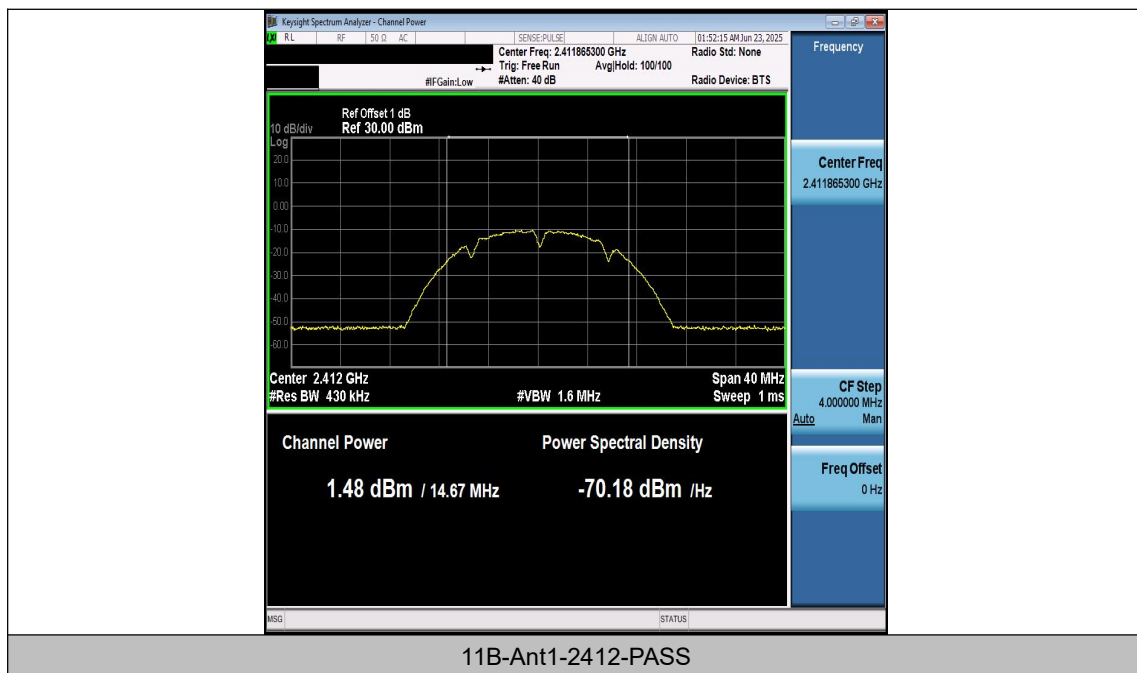 Keysight Spectrum Analyzer - Channel Power
LXI RL RF 50 Ω AC SENSE:PULSE ALIGN AUTO 01:52:15 AM Jun 23, 2025
Center Freq: 2.411865300 GHz Radio Std: None
Trig: Free Run Avg|Hold: 100/100
#IFGain:Low #Atten: 40 dB Radio Device: BTS
Frequency
Ref Offset 1 dB
10 dB/div Ref 30.00 dBm
Log
20.0
10.0
0.00
-10.0
-20.0
-30.0
-40.0
-50.0
-60.0
Center 2.412 GHz Span 40 MHz
#Res BW 430 kHz #VBW 1.6 MHz Sweep 1 ms
Channel Power Power Spectral Density
1.48 dBm / 14.67 MHz -70.18 dBm /Hz
Center Freq
2.411865300 GHz
CF Step
4.000000 MHz
Auto Man
Freq Offset
0 Hz
MSG STATUS
11B-Ant1-2412-PASS